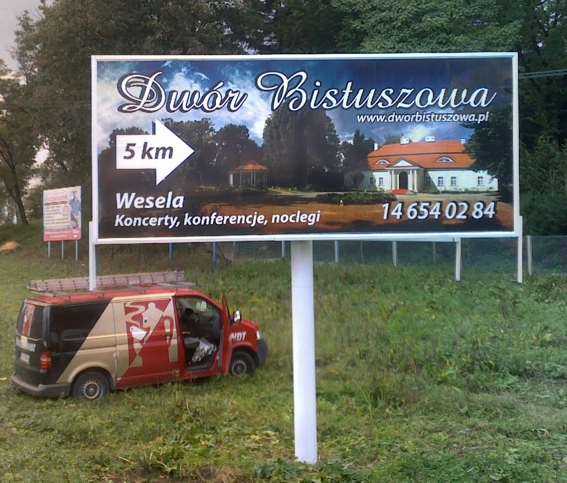 Dwór Bistuszowa
www.dworbistuszowa.pl
5 km
Wesela
Koncerty, konferencje, noclegi
14 654 02 84